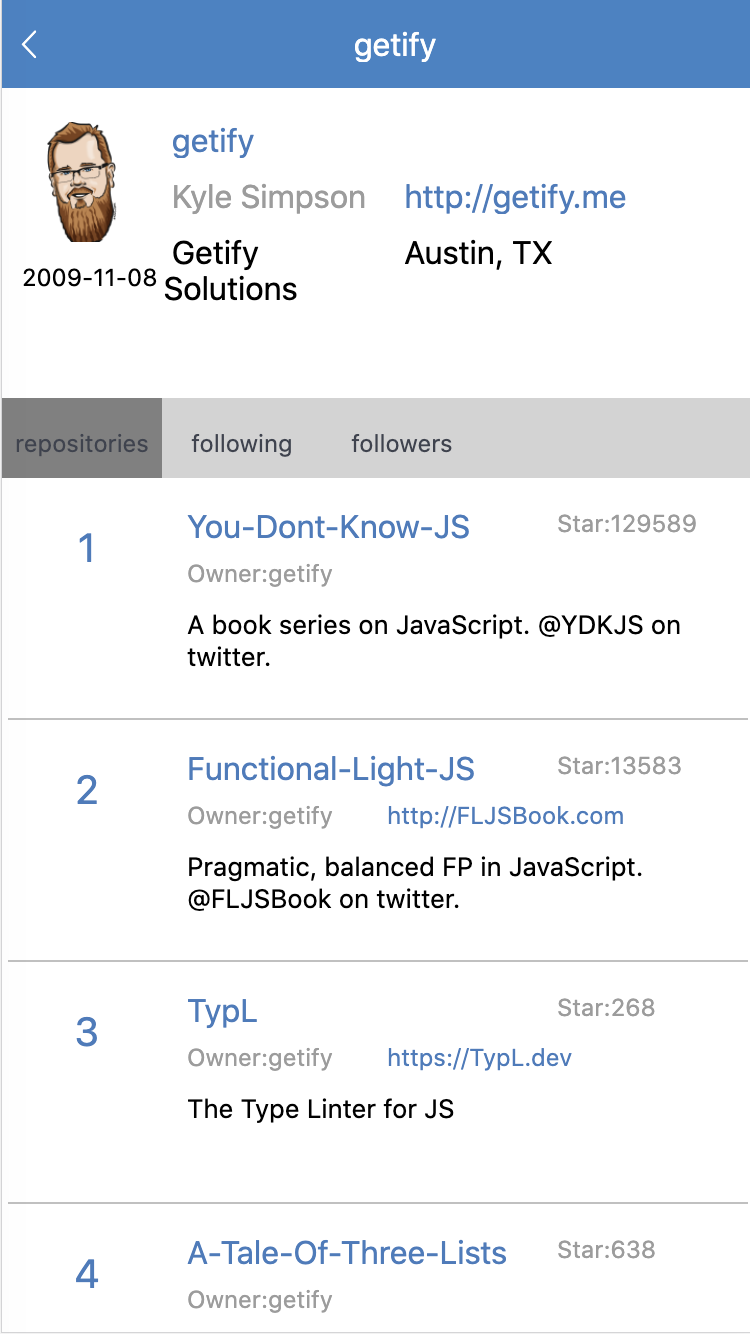 getify
getify
Kyle Simpson http://getify.me
Getify Solutions
Austin, TX
2009-11-08
repositories following followers
1
You-Dont-Know-JS Star:129589
Owner:getify
A book series on JavaScript. @YDKJS on
twitter.
2
Functional-Light-JS Star:13583
Owner:getify http://FLJSBook.com
Pragmatic, balanced FP in JavaScript.
@FLJSBook on twitter.
3
TypL Star:268
Owner:getify https://TypL.dev
The Type Linter for JS
4
A-Tale-Of-Three-Lists Star:638
Owner:getify